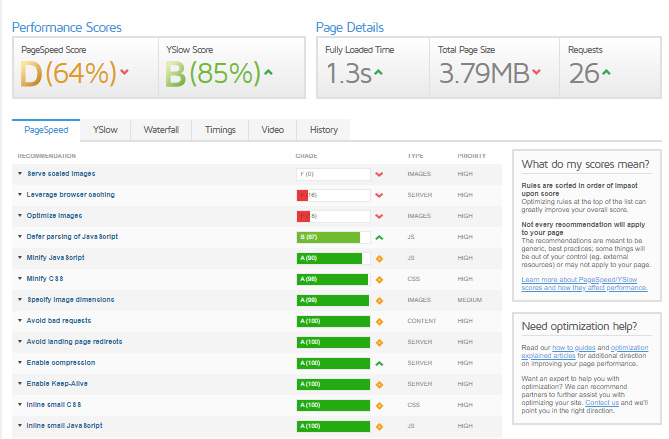 Performance Scores
Page Details
PageSpeed Score
YSlow Score
Fully Loaded Time
Total Page Size
Requests
D(64%)
B(85%)
1.3s
3.79MB
26
PageSpeed
YSlow
Waterfall
Timings
Video
History
RECOMMENDATION GRADE TYPE PRIORITY
Serve scaled images F (0) IMAGES HIGH
Leverage browser caching (16) SERVER HIGH
Optimize images IMAGES HIGH
Defer parsing of JavaScript B (87) JS HIGH
Minify JavaScript A (90) JS HIGH
Minify CSS A (98) CSS HIGH
Specify image dimensions A (99) IMAGES MEDIUM
Avoid bad requests A (100) CONTENT HIGH
Avoid landing page redirects A (100) SERVER HIGH
Enable compression A (100) SERVER HIGH
Enable Keep-Alive A (100) SERVER HIGH
Inline small CSS A (100) CSS HIGH
Inline small JavaScript A (100) JS HIGH
What do my scores mean?
Rules are sorted in order of impact
upon score
Optimizing rules at the top of the list can
greatly improve your overall score.
Not every recommendation will apply
to your page
The recommendations are meant to be
generic, best practices; some things will
be out of your control (eg. external
resources) or may not apply to your page.
Learn more about PageSpeed/YSlow
scores and how they affect performance.
Need optimization help?
Read our how to guides and optimization
explained articles for additional direction
on improving your page performance.
Want an expert to help you with
optimization? We can recommend
partners to further assist you with
optimizing your site. Contact us and we'll
point you in the right direction.